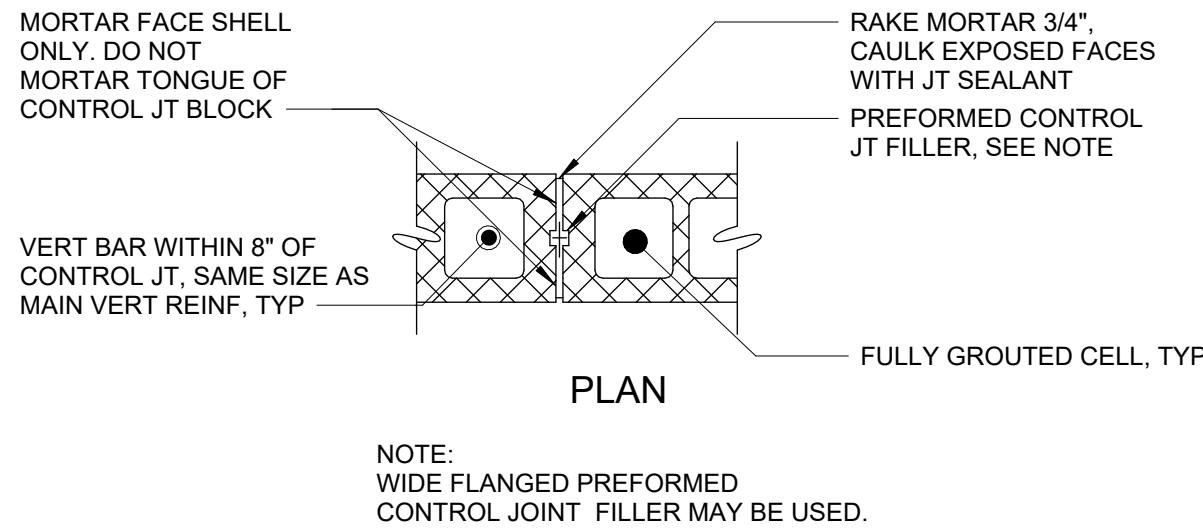 MORTAR FACE SHELL
ONLY. DO NOT
MORTAR TONGUE OF
CONTROL JT BLOCK
RAKE MORTAR 3/4",
CAULK EXPOSED FACES
WITH JT SEALANT
PREFORMED CONTROL
JT FILLER, SEE NOTE
VERT BAR WITHIN 8" OF
CONTROL JT, SAME SIZE AS
MAIN VERT REINF, TYP
FULLY GROUTED CELL, TYP
PLAN
NOTE:
WIDE FLANGED PREFORMED
CONTROL JOINT FILLER MAY BE USED.